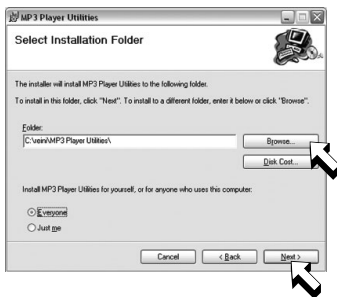 MP3 Player Utilities
Select Installation Folder
The installer will install MP3 Player Utilities to the following folder.
To install in this folder, click "Next". To install to a different folder, enter it below or click "Browse".
Folder:
C:\vein\MP3 Player Utilities\
Browse...
Disk Cost...
Install MP3 Player Utilities for yourself, or for anyone who uses this computer:
Everyone
Just me
Cancel
< Back
Next >